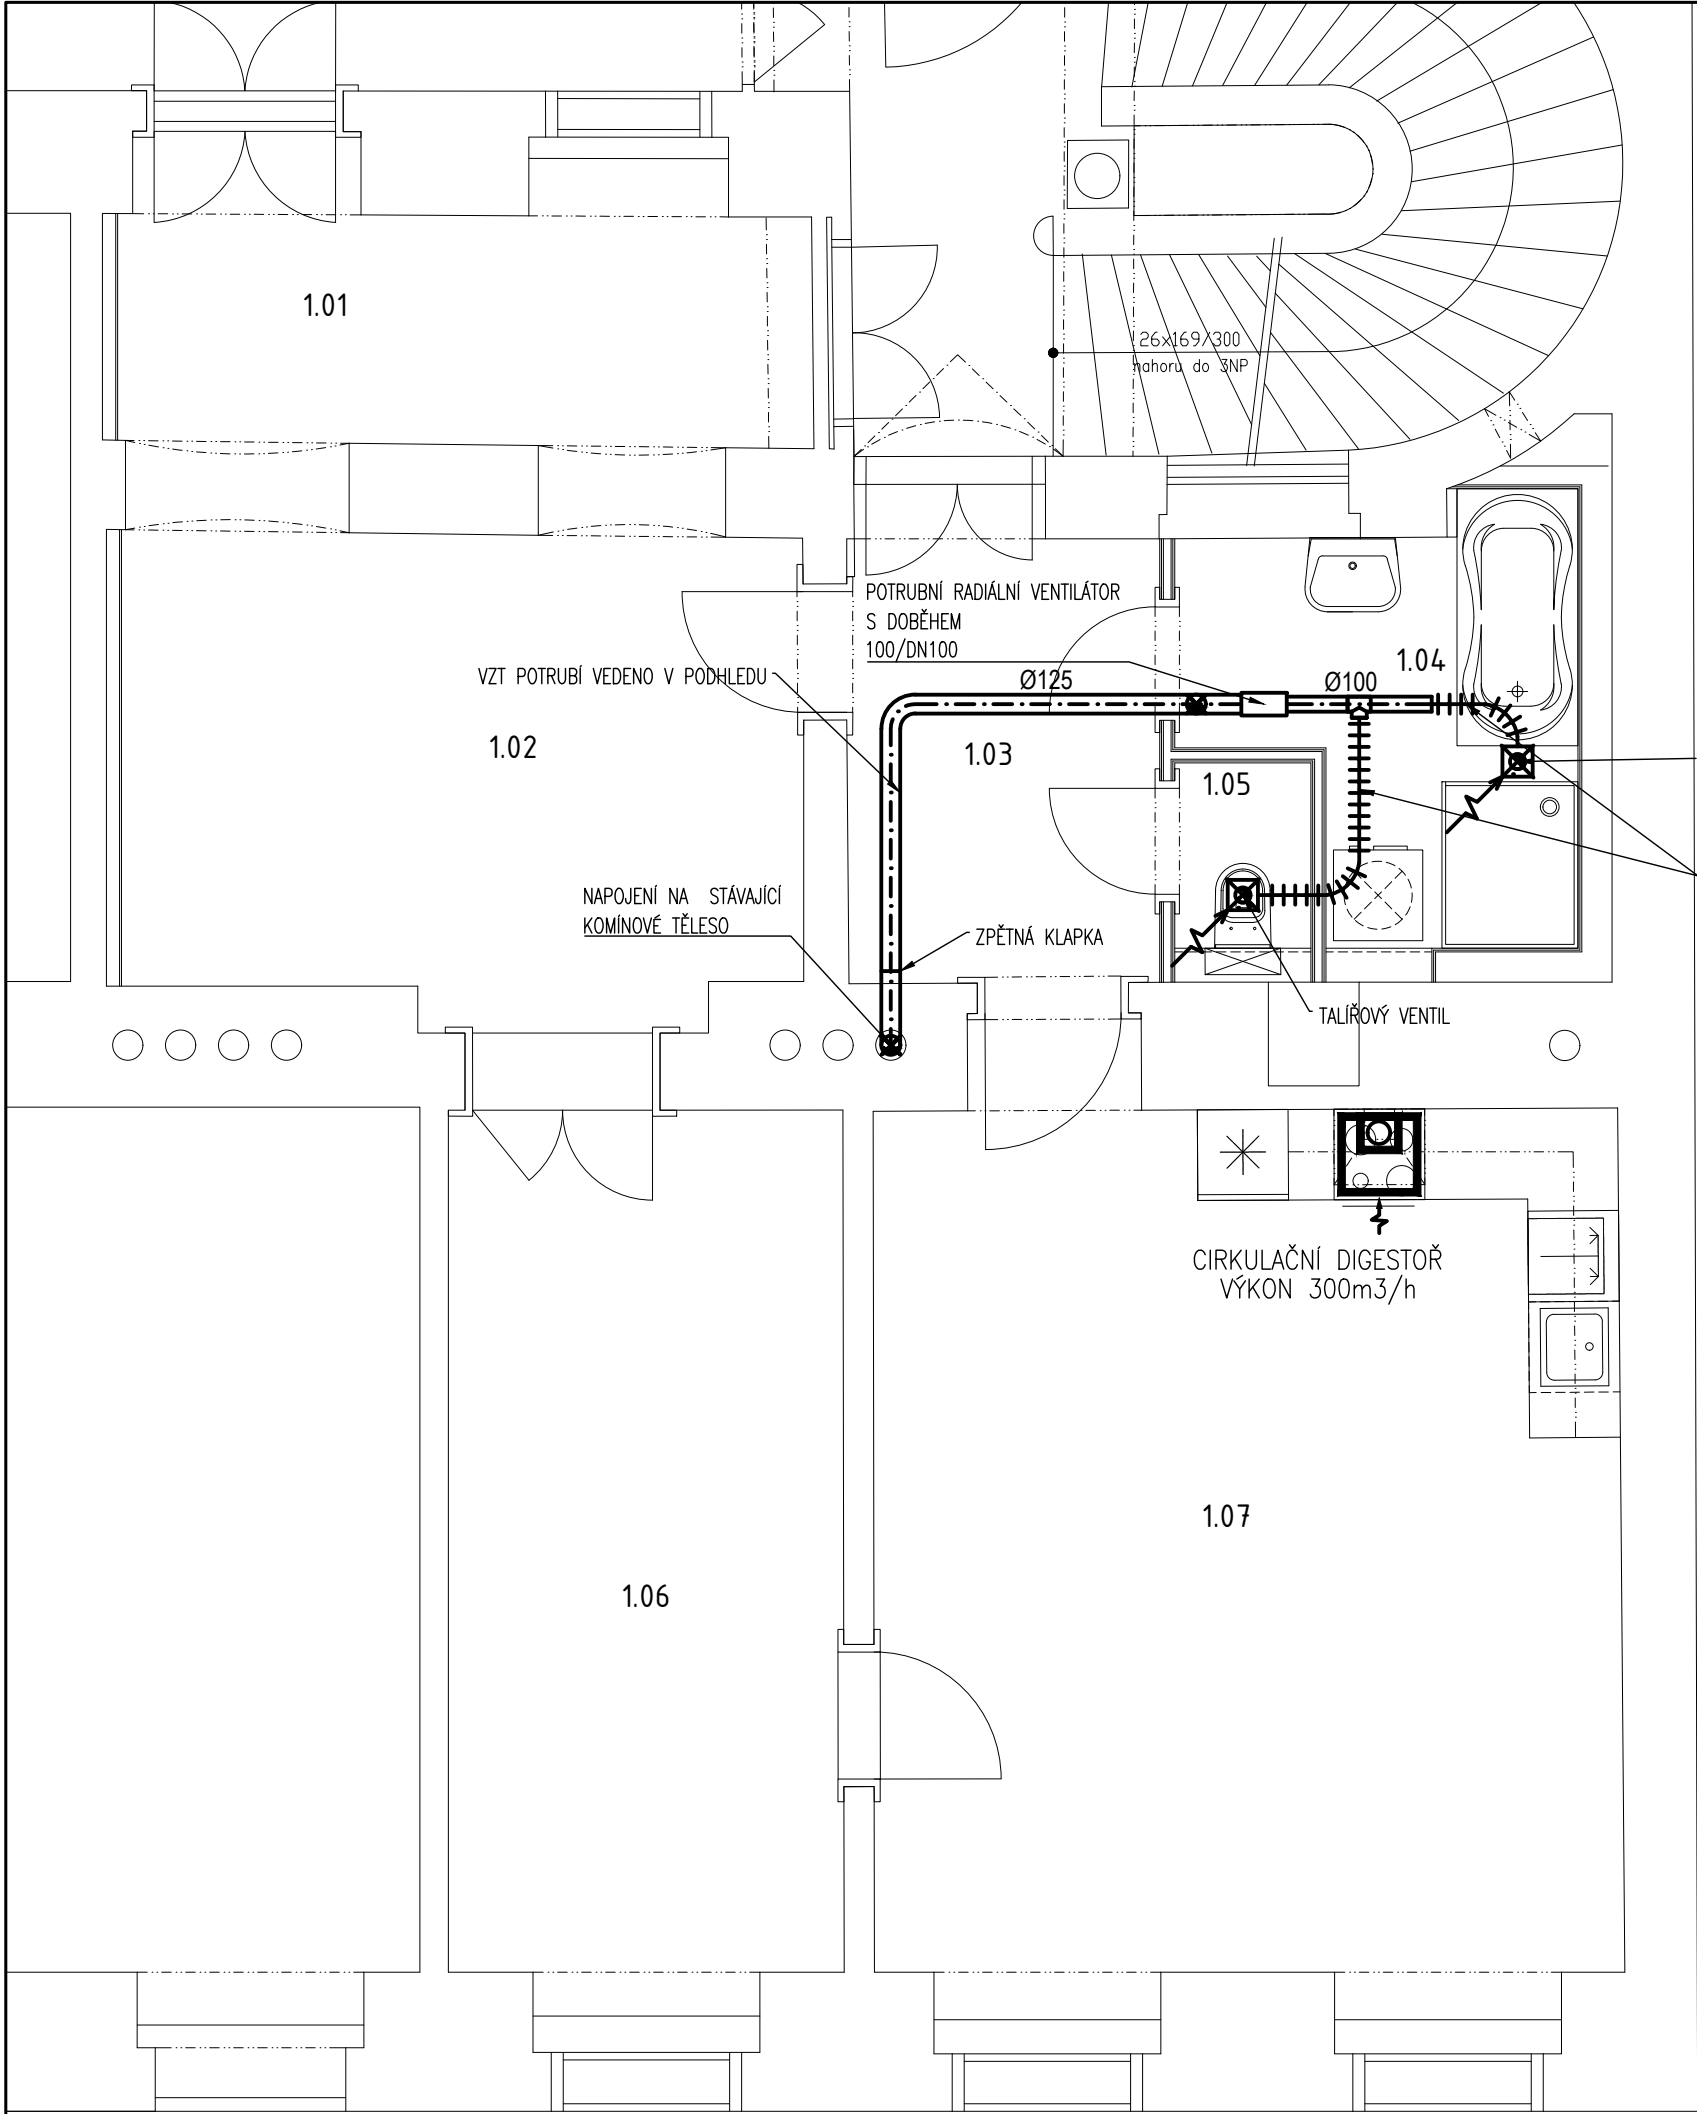 1.01
26x169/300
nahoru do 3NP
POTRUBNÍ RADIÁLNÍ VENTILÁTOR
S DOBĚHEM
100/DN100
1.04
VZT POTRUBÍ VEDENO V PODHLEDU
Ø125
Ø100
1.02
1.03
1.05
NAPOJENÍ NA STÁVAJÍCÍ
KOMÍNOVÉ TĚLESO
ZPĚTNÁ KLAPKA
TALÍŘOVÝ VENTIL
CIRKULAČNÍ DIGESTOŘ
VÝKON 300m3/h
1.07
1.06